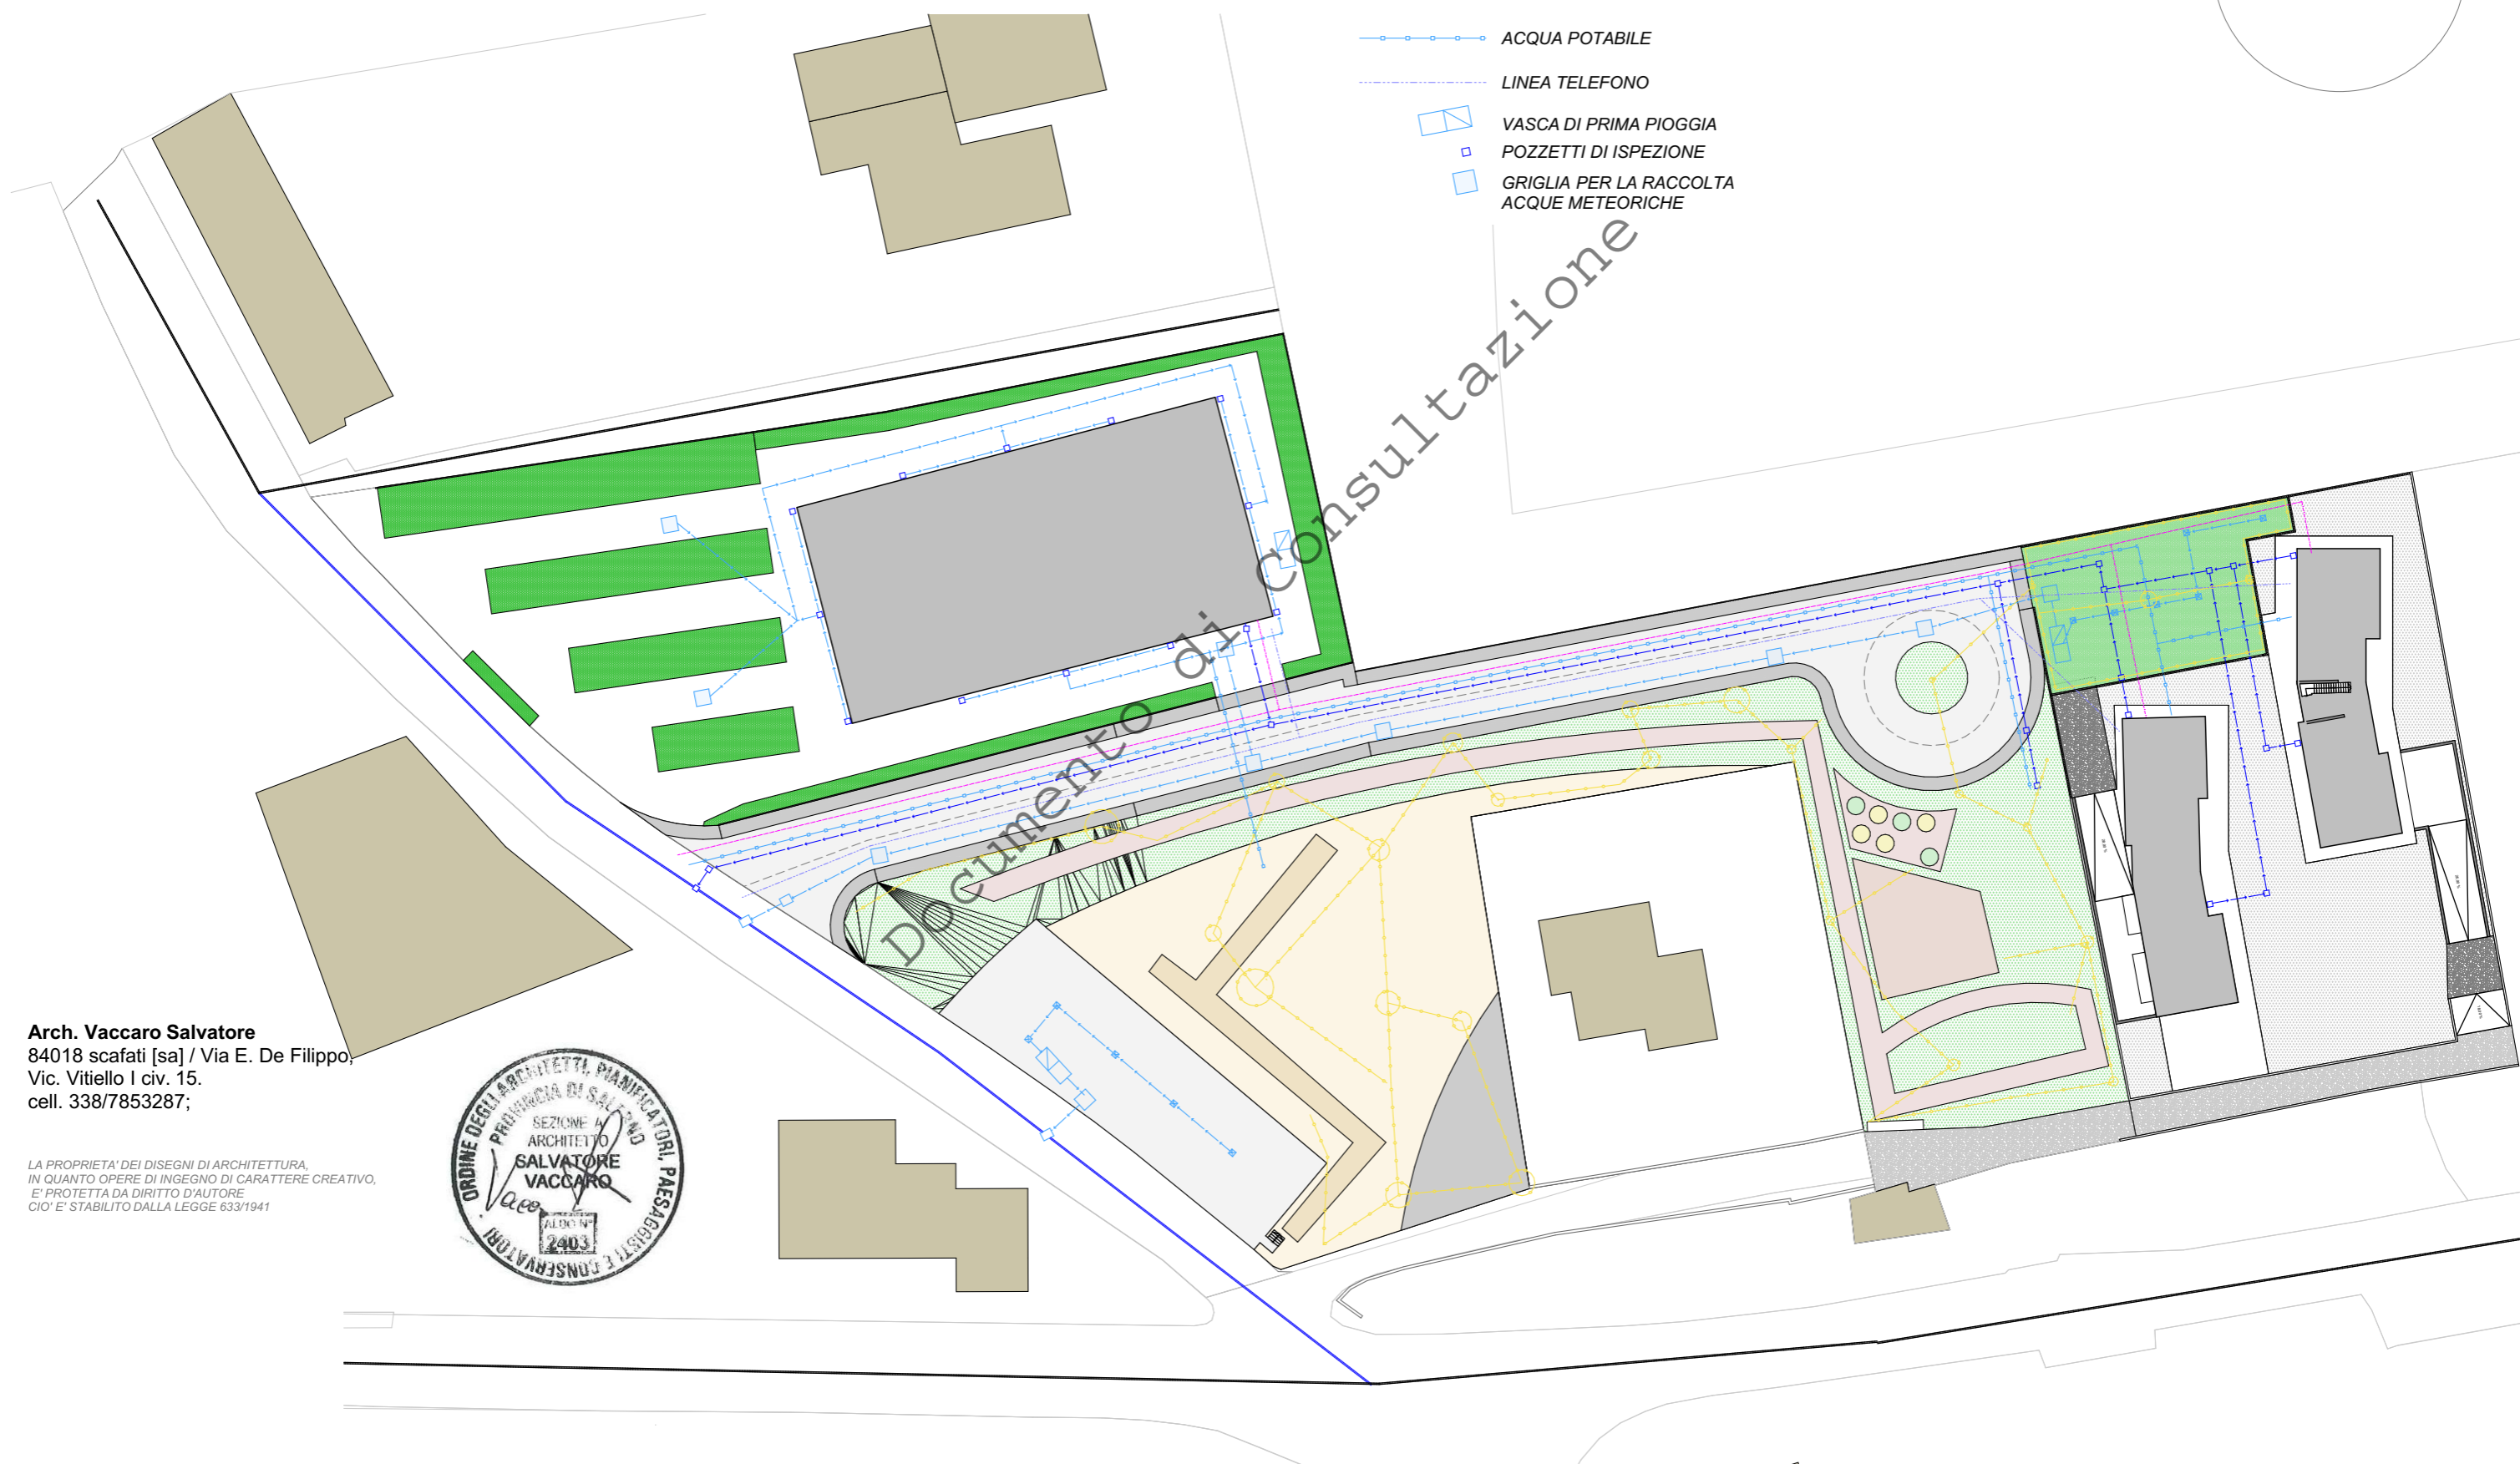 ACQUA POTABILE
LINEA TELEFONO
VASCA DI PRIMA PIOGGIA
POZZETTI DI ISPEZIONE
GRIGLIA PER LA RACCOLTA
ACQUE METEORICHE
Documento di Consultazione
Arch. Vaccaro Salvatore
84018 scafati [sa] / Via E. De Filippo,
Vic. Vitiello I civ. 15.
cell. 338/7853287;
LA PROPRIETA' DEI DISEGNI DI ARCHITETTURA,
IN QUANTO OPERE DI INGEGNO DI CARATTERE CREATIVO,
E' PROTETTA DA DIRITTO D'AUTORE
CIO' E' STABILITO DALLA LEGGE 633/1941
ORDINE DEGLI ARCHITETTI, PIANIFICATORI, PAESAGGISTI E CONSERVATORI
PROVINCIA DI SALERNO
SEZIONE A
ARCHITETTO
SALVATORE
VACCARO
ALBO N°
2403